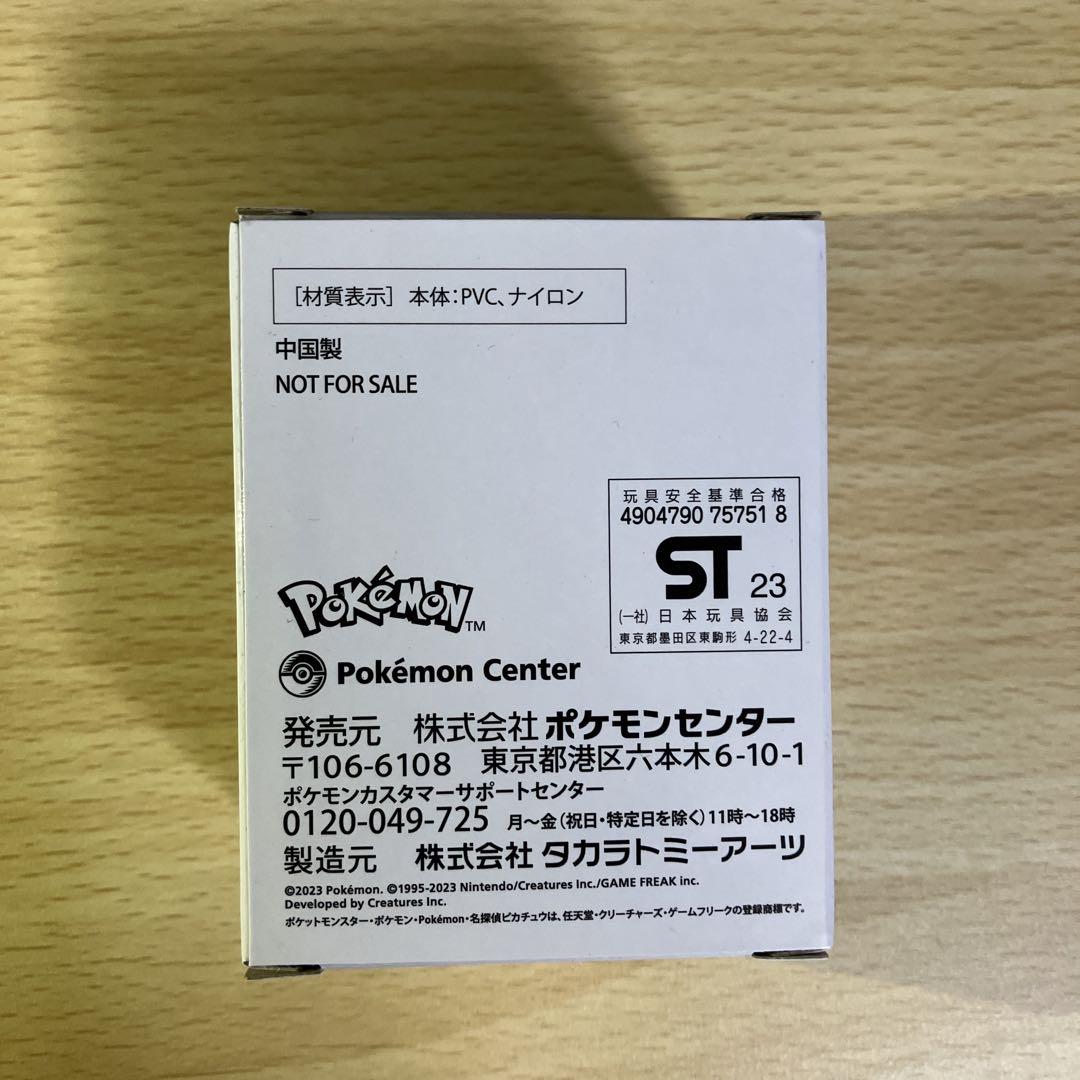 ［材質表示］ 本体：PVC、ナイロン
中国製
NOT FOR SALE
玩具安全基準合格
4904790 75751 8
ST 23
(一社) 日本玩具協会
東京都墨田区東駒形 4-22-4
POKéMON™
Pokémon Center
発売元 株式会社 ポケモンセンター
〒106-6108 東京都港区六本木6-10-1
ポケモンカスタマーサポートセンター
0120-049-725 月～金（祝日・特定日を除く）11時～18時
製造元 株式会社 タカラトミーアーツ
©2023 Pokémon. ©1995-2023 Nintendo/Creatures Inc./GAME FREAK inc.
Developed by Creatures Inc.
ポケットモンスター・ポケモン・Pokémon・名探偵ピカチュウは、任天堂・クリーチャーズ・ゲームフリークの登録商標です。